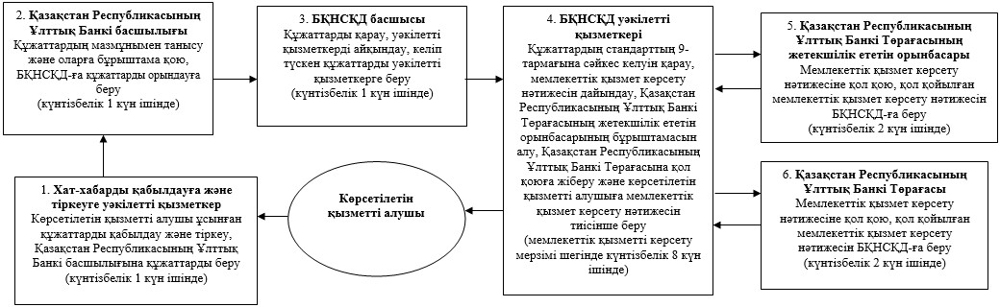 2. Қазақстан Республикасының
Ұлттық Банкі басшылығы
Құжаттардың мазмұнымен танысу
және оларға бұрыштама қою,
БҚНСҚД-ға құжаттарды орындауға
беру
(күнтізбелік 1 күн ішінде)
3. БҚНСҚД басшысы
Құжаттарды қарау, уәкілетті
қызметкерді айқындау, келіп
түскен құжаттарды уәкілетті
қызметкерге беру
(күнтізбелік 1 күн ішінде)
4. БҚНСҚД уәкілетті
қызметкері
Құжаттардың стандарттың 9-
тармағына сәйкес келуін қарау,
мемлекеттік қызмет көрсету
нәтижесін дайындау, Қазақстан
Республикасының Ұлттық Банкі
Төрағасының жетекшілік ететін
орынбасарының бұрыштамасын
алу, Қазақстан Республикасының
Ұлттық Банкі Төрағасына қол
қоюға жіберу және көрсетілетін
қызметті алушыға мемлекеттік
қызмет көрсету нәтижесін
тиісінше беру
(мемлекеттік қызметті көрсету
мерзімі шегінде күнтізбелік 8 күн
ішінде)
5. Қазақстан Республикасының
Ұлттық Банкі Төрағасының
жетекшілік ететін орынбасары
Мемлекеттік қызмет көрсету
нәтижесіне қол қою, қол қойылған
мемлекеттік қызмет көрсету нәтижесін
БҚНСҚД-ға беру
(күнтізбелік 2 күн ішінде)
1. Хат-хабарды қабылдауға және
тіркеуге уәкілетті қызметкер
Көрсетілетін қызметті алушы ұсынған
құжаттарды қабылдау және тіркеу,
Қазақстан Республикасының Ұлттық
Банкі басшылығына құжаттарды беру
(күнтізбелік 1 күн ішінде)
Көрсетілетін
қызметті алушы
6. Қазақстан Республикасының
Ұлттық Банкі Төрағасы
Мемлекеттік қызмет көрсету
нәтижесіне қол қою, қол қойылған
мемлекеттік қызмет көрсету
нәтижесін БҚНСҚД-ға беру
(күнтізбелік 2 күн ішінде)